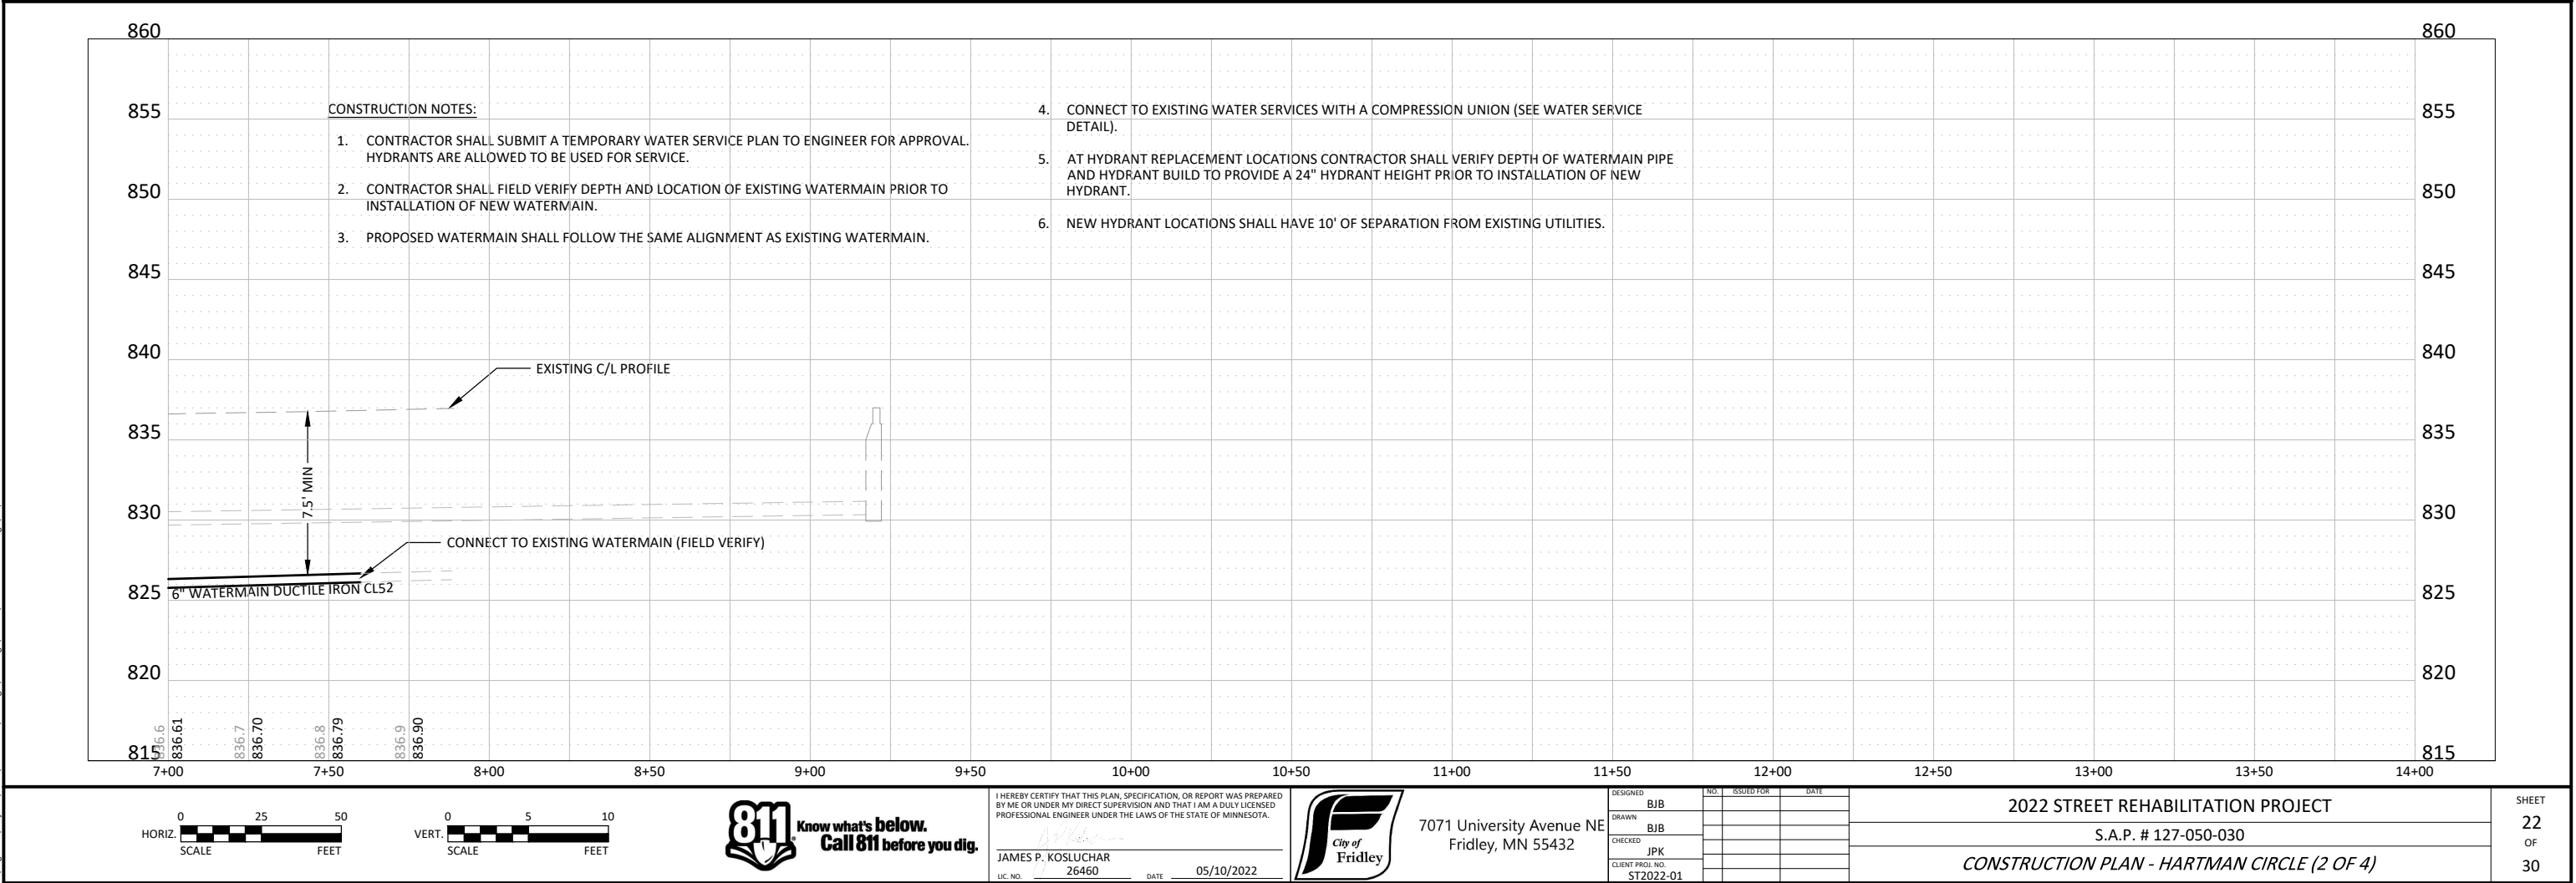 860
860
855
855
850
850
845
845
840
840
835
835
830
830
825
825
820
820
815
815
CONSTRUCTION NOTES:
1. CONTRACTOR SHALL SUBMIT A TEMPORARY WATER SERVICE PLAN TO ENGINEER FOR APPROVAL.
HYDRANTS ARE ALLOWED TO BE USED FOR SERVICE.
2. CONTRACTOR SHALL FIELD VERIFY DEPTH AND LOCATION OF EXISTING WATERMAIN PRIOR TO
INSTALLATION OF NEW WATERMAIN.
3. PROPOSED WATERMAIN SHALL FOLLOW THE SAME ALIGNMENT AS EXISTING WATERMAIN.
4. CONNECT TO EXISTING WATER SERVICES WITH A COMPRESSION UNION (SEE WATER SERVICE
DETAIL).
5. AT HYDRANT REPLACEMENT LOCATIONS CONTRACTOR SHALL VERIFY DEPTH OF WATERMAIN PIPE
AND HYDRANT BUILD TO PROVIDE A 24" HYDRANT HEIGHT PRIOR TO INSTALLATION OF NEW
HYDRANT.
6. NEW HYDRANT LOCATIONS SHALL HAVE 10' OF SEPARATION FROM EXISTING UTILITIES.
EXISTING C/L PROFILE
7.5' MIN
CONNECT TO EXISTING WATERMAIN (FIELD VERIFY)
6" WATERMAIN DUCTILE IRON CL52
836.6
836.61
836.7
836.70
836.8
836.79
836.9
836.90
7+00
7+50
8+00
8+50
9+00
9+50
10+00
10+50
11+00
11+50
12+00
12+50
13+00
13+50
14+00
0 25 50
HORIZ.
SCALE FEET
0 5 10
VERT.
SCALE FEET
811
Know what's below.
Call 811 before you dig.
I HEREBY CERTIFY THAT THIS PLAN, SPECIFICATION, OR REPORT WAS PREPARED
BY ME OR UNDER MY DIRECT SUPERVISION AND THAT I AM A DULY LICENSED
PROFESSIONAL ENGINEER UNDER THE LAWS OF THE STATE OF MINNESOTA.
JAMES P. KOSLUCHAR
LIC. NO. 26460 DATE 05/10/2022
City of
Fridley
7071 University Avenue NE
Fridley, MN 55432
DESIGNED
BJB
DRAWN
BJB
CHECKED
JPK
CLIENT PROJ. NO.
ST2022-01
NO. ISSUED FOR DATE
2022 STREET REHABILITATION PROJECT
S.A.P. # 127-050-030
CONSTRUCTION PLAN - HARTMAN CIRCLE (2 OF 4)
SHEET
22
OF
30